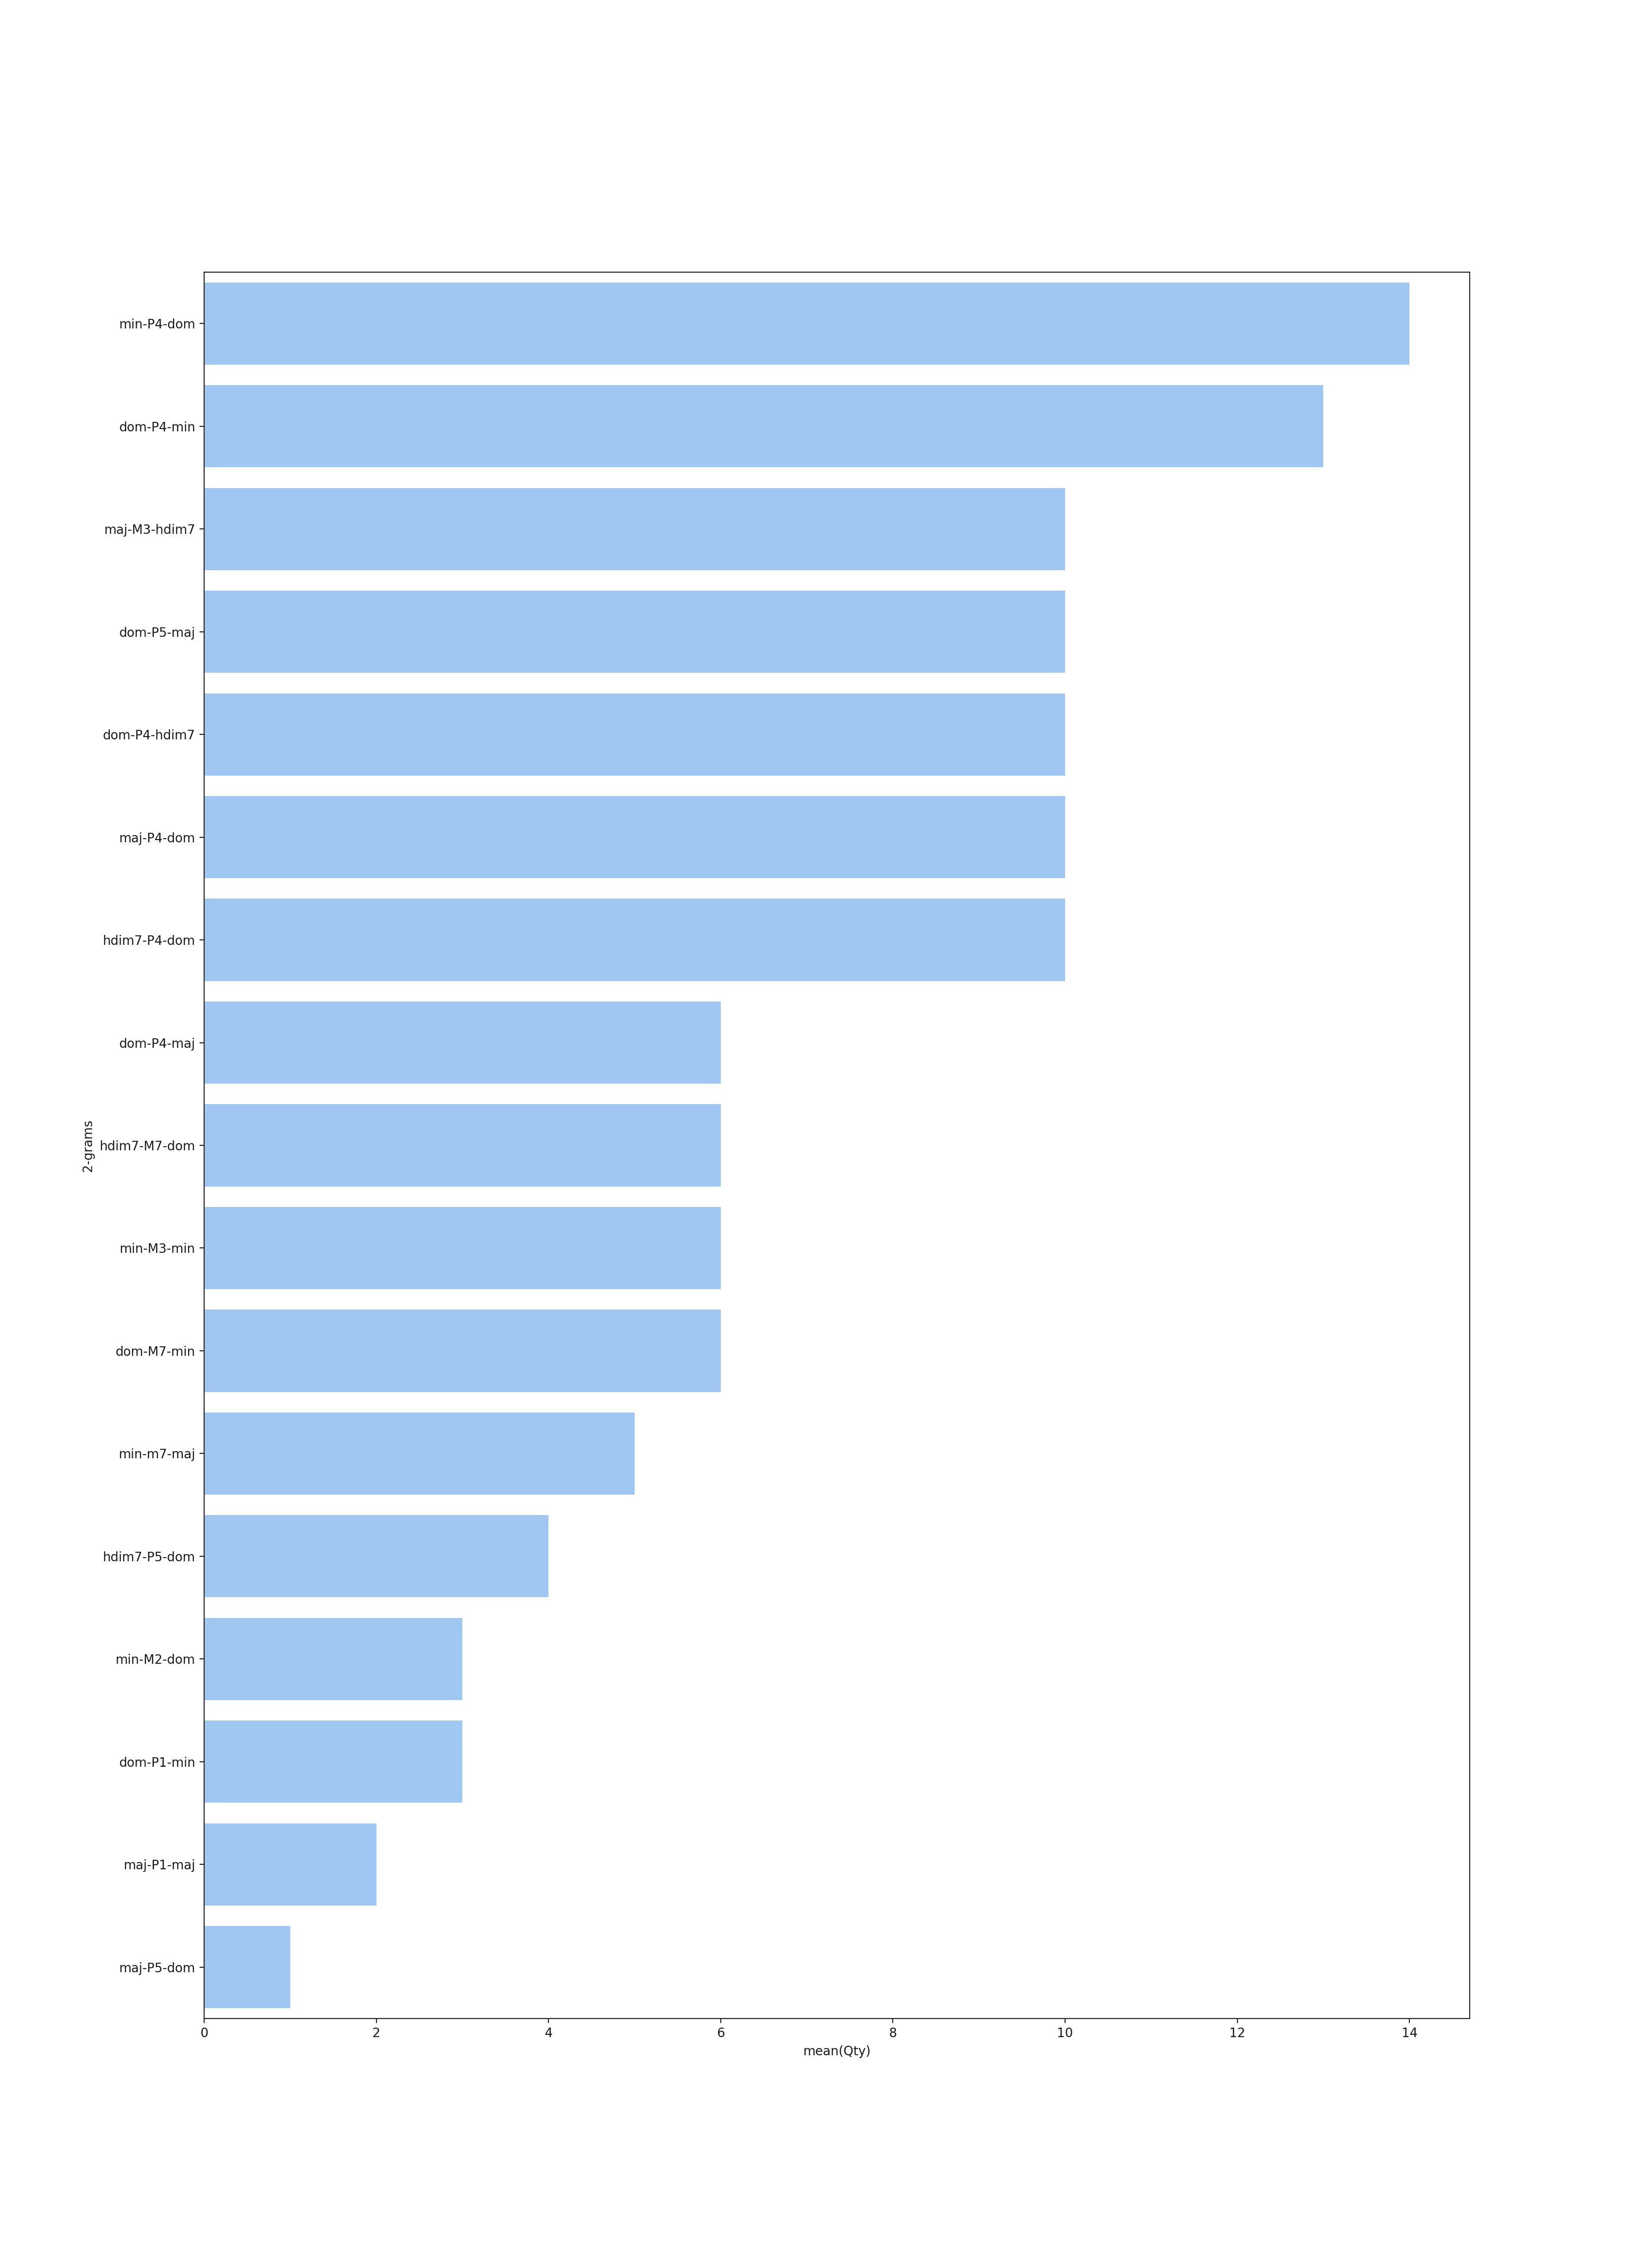 min-P4-dom
dom-P4-min
maj-M3-hdim7
dom-P5-maj
dom-P4-hdim7
maj-P4-dom
hdim7-P4-dom
dom-P4-maj
hdim7-M7-dom
min-M3-min
dom-M7-min
min-m7-maj
hdim7-P5-dom
min-M2-dom
dom-P1-min
maj-P1-maj
maj-P5-dom
2-grams
0 2 4 6 8 10 12 14
mean(Qty)